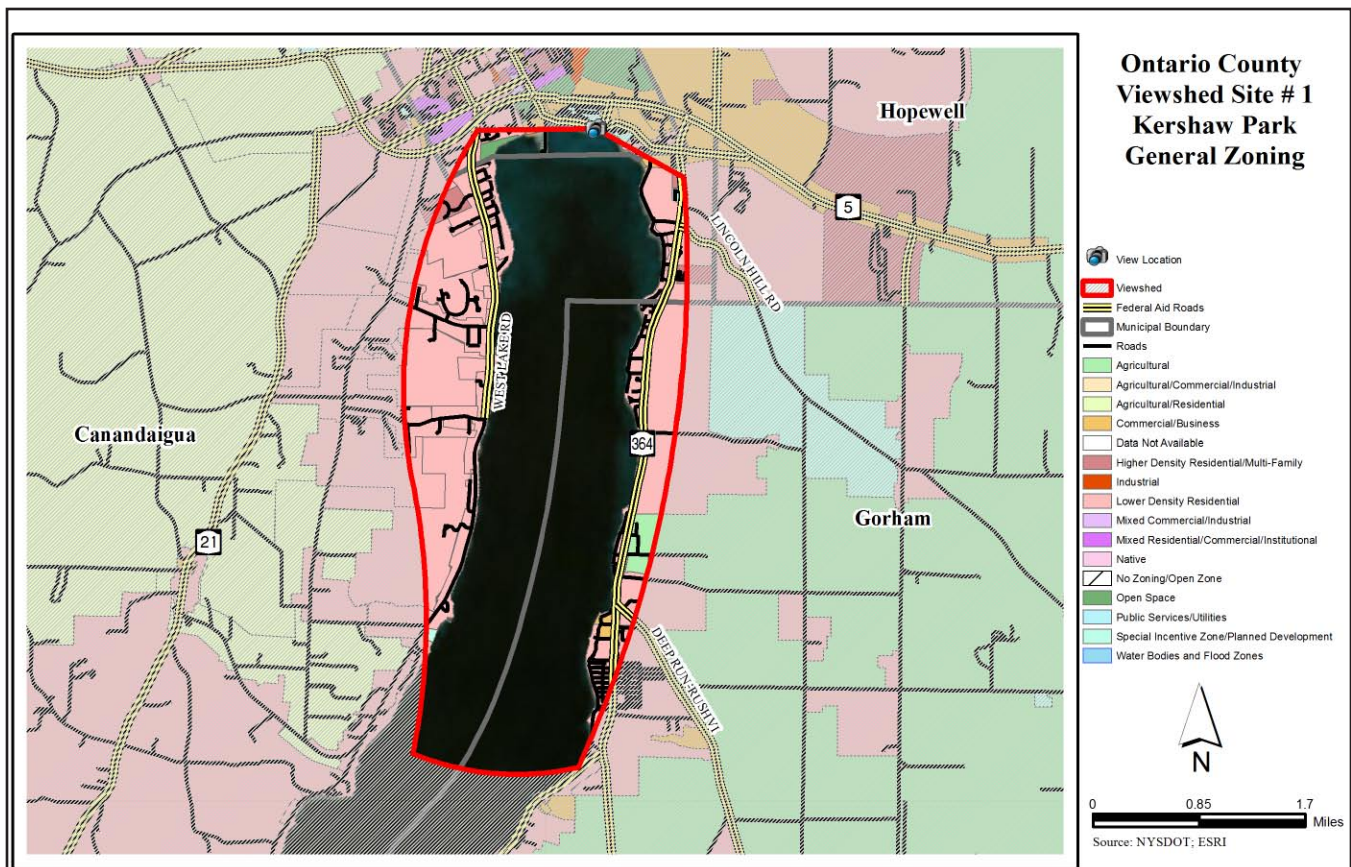 Ontario County
Viewshed Site # 1
Kershaw Park
General Zoning
Hopewell
5
LINCOLN HILL RD
WEST LAKE RD
364
Canandaigua
21
Gorham
DEEP RUN-RUSHVI
View Location
Viewshed
Federal Aid Roads
Municipal Boundary
Roads
Agricultural
Agricultural/Commercial/Industrial
Agricultural/Residential
Commercial/Business
Data Not Available
Higher Density Residential/Multi-Family
Industrial
Lower Density Residential
Mixed Commercial/Industrial
Mixed Residential/Commercial/Institutional
Native
No Zoning/Open Zone
Open Space
Public Services/Utilities
Special Incentive Zone/Planned Development
Water Bodies and Flood Zones
N
0 0.85 1.7
Miles
Source: NYSDOT; ESRI